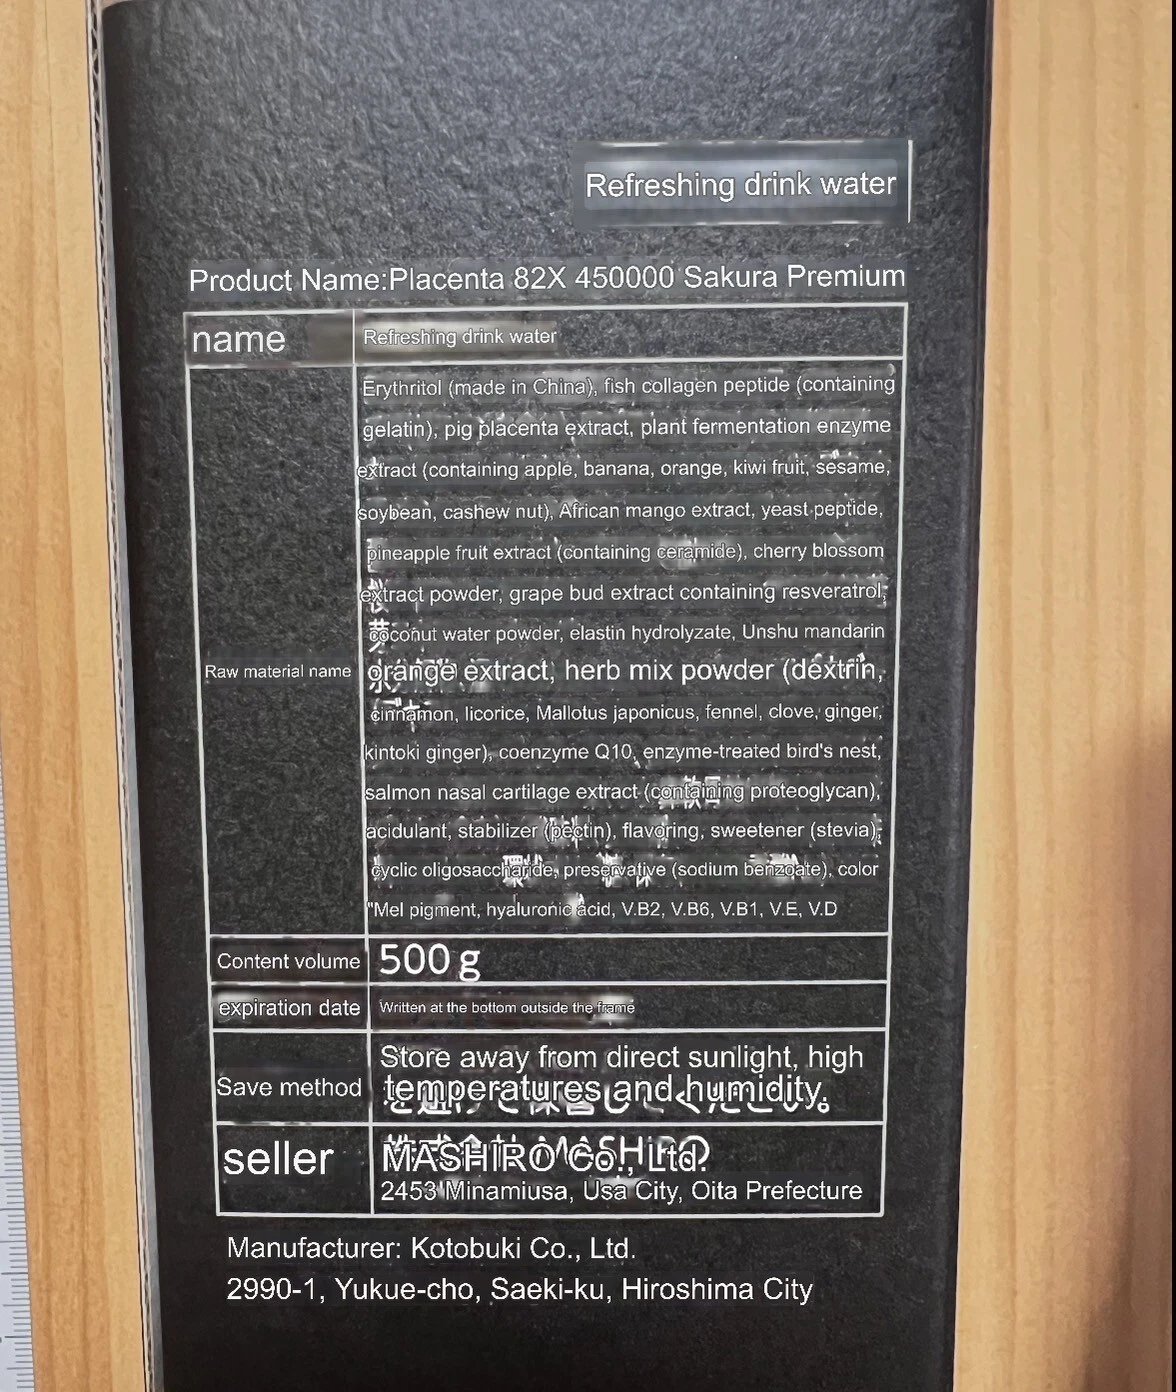 Refreshing drink water
Product Name:Placenta 82X 450000 Sakura Premium
name
Refreshing drink water
Raw material name
Erythritol (made in China), fish collagen peptide (containing
gelatin), pig placenta extract, plant fermentation enzyme
extract (containing apple, banana, orange, kiwi fruit, sesame,
soybean, cashew nut), African mango extract, yeast peptide,
pineapple fruit extract (containing ceramide), cherry blossom
extract powder, grape bud extract containing resveratrol,
coconut water powder, elastin hydrolyzate, Unshu mandarin
orange extract, herb mix powder (dextrin,
cinnamon, licorice, Mallotus japonicus, fennel, clove, ginger,
kintoki ginger), coenzyme Q10, enzyme-treated bird's nest,
salmon nasal cartilage extract (containing proteoglycan),
acidulant, stabilizer (pectin), flavoring, sweetener (stevia),
cyclic oligosaccharide, preservative (sodium benzoate), color
"Mel pigment, hyaluronic acid, V.B2, V.B6, V.B1, V.E, V.D
Content volume
500g
expiration date
Written at the bottom outside the frame
Save method
Store away from direct sunlight, high
temperatures and humidity.
seller
MASHIRO Co., Ltd.
2453 Minamiusa, Usa City, Oita Prefecture
Manufacturer: Kotobuki Co., Ltd.
2990-1, Yukue-cho, Saeki-ku, Hiroshima City